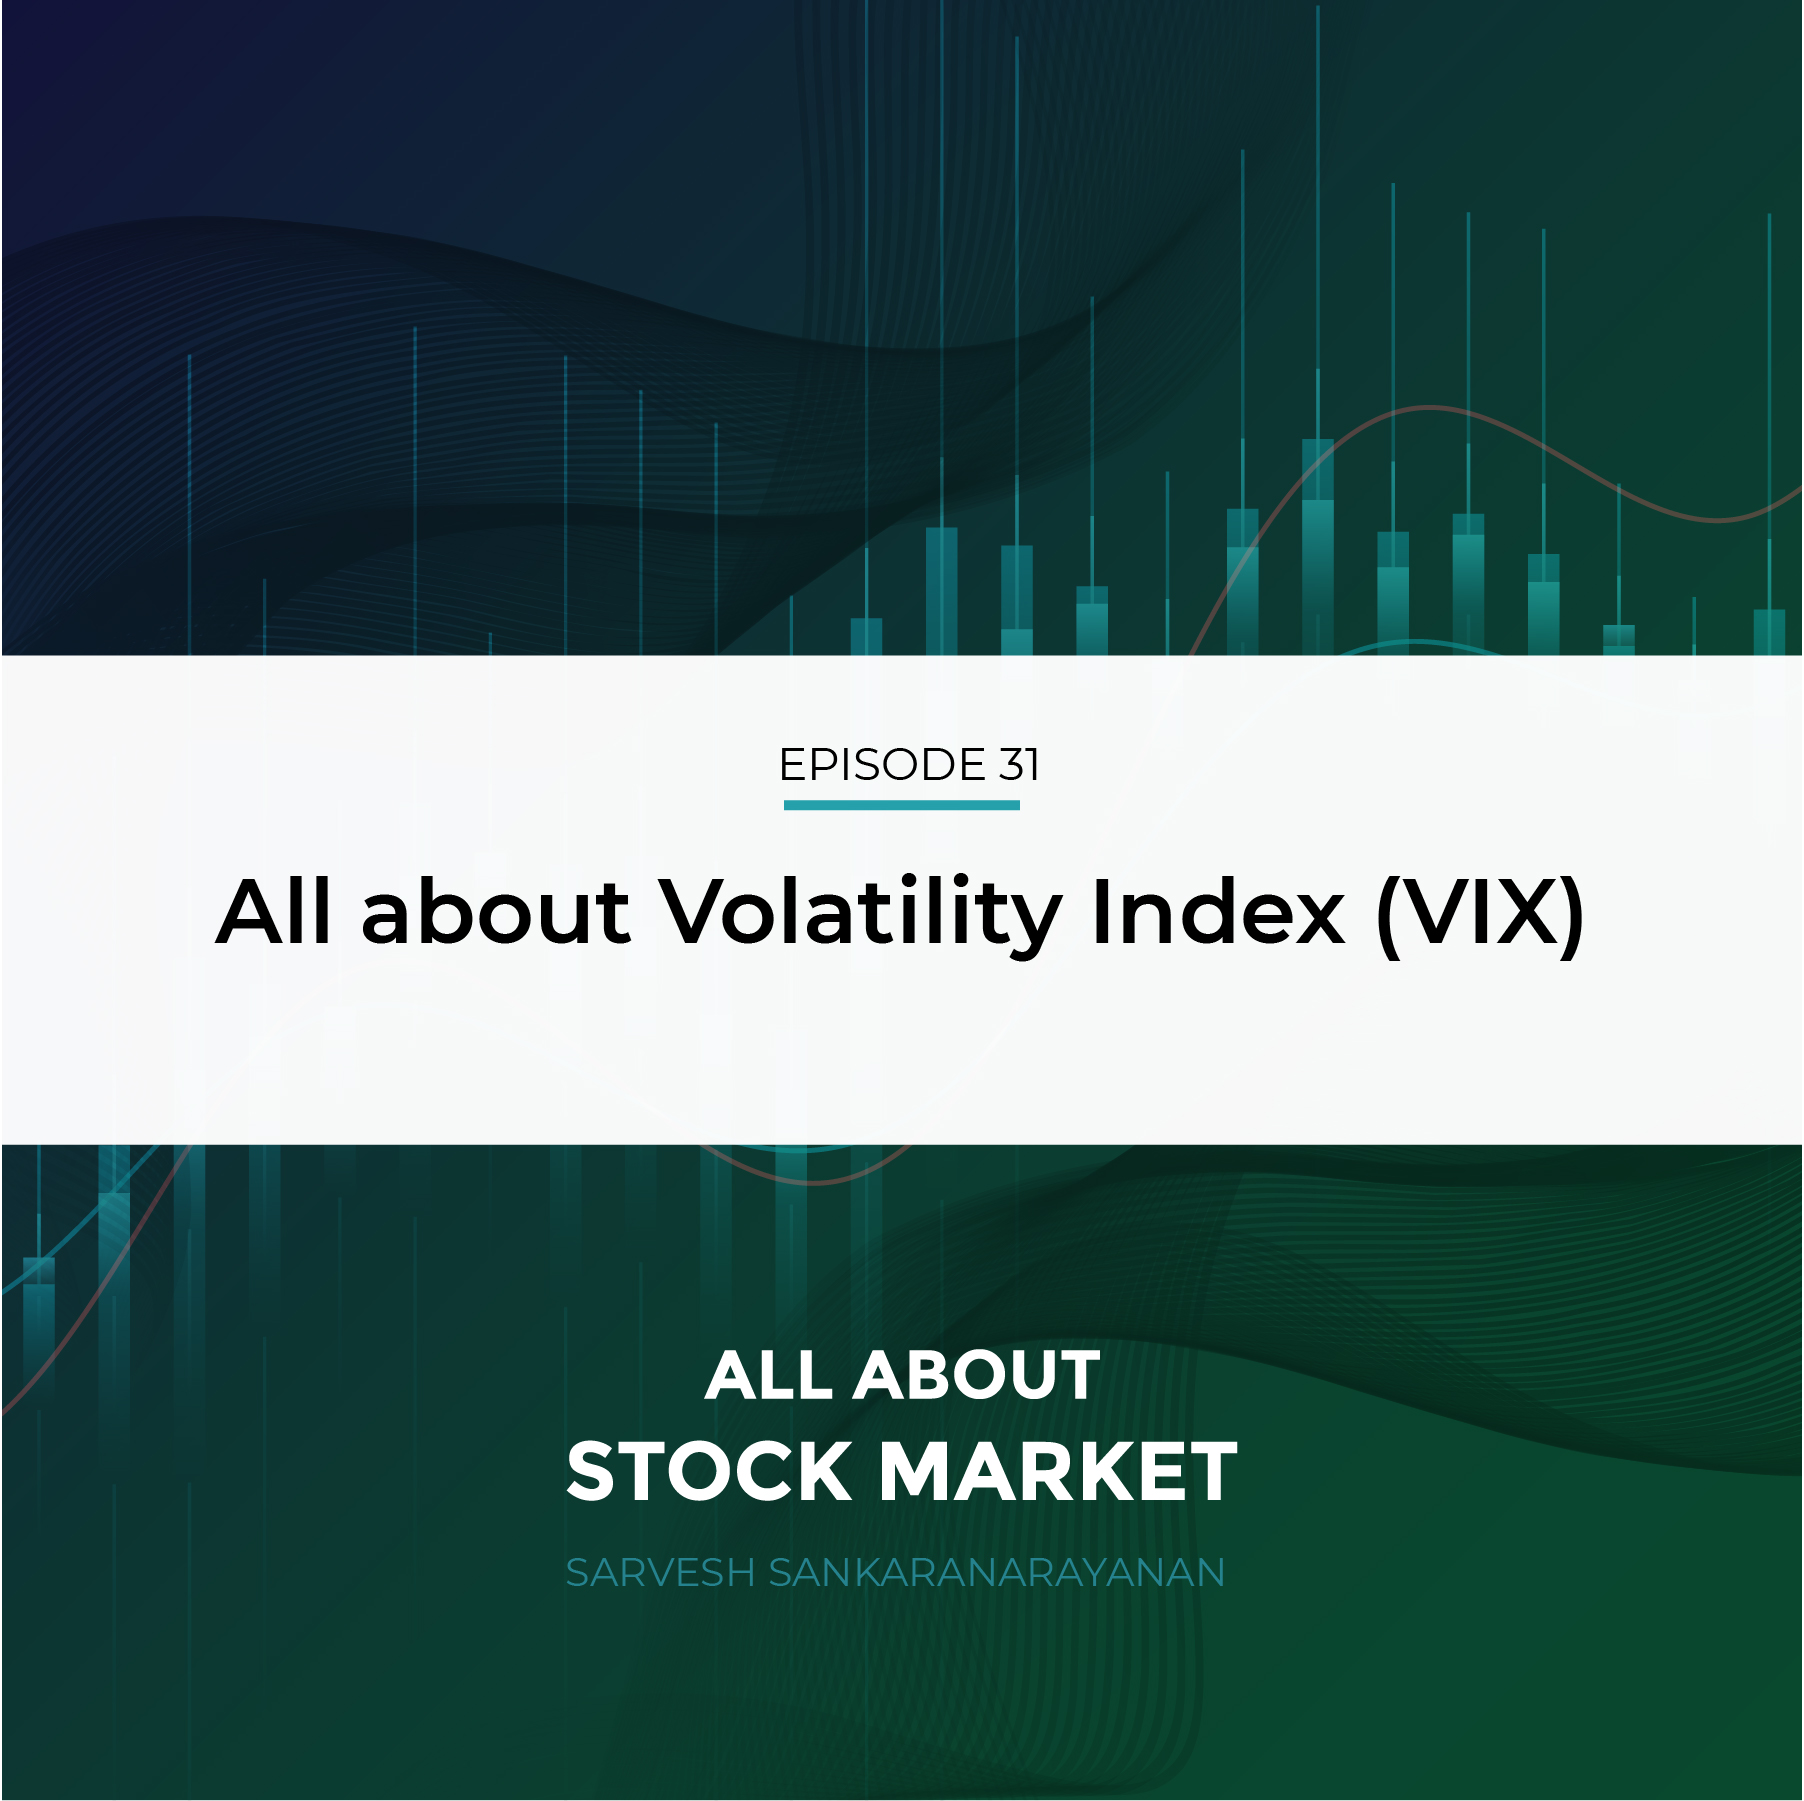 EPISODE 31
All about Volatility Index (VIX)
ALL ABOUT
STOCK MARKET
SARVESH SANKARANARAYANAN